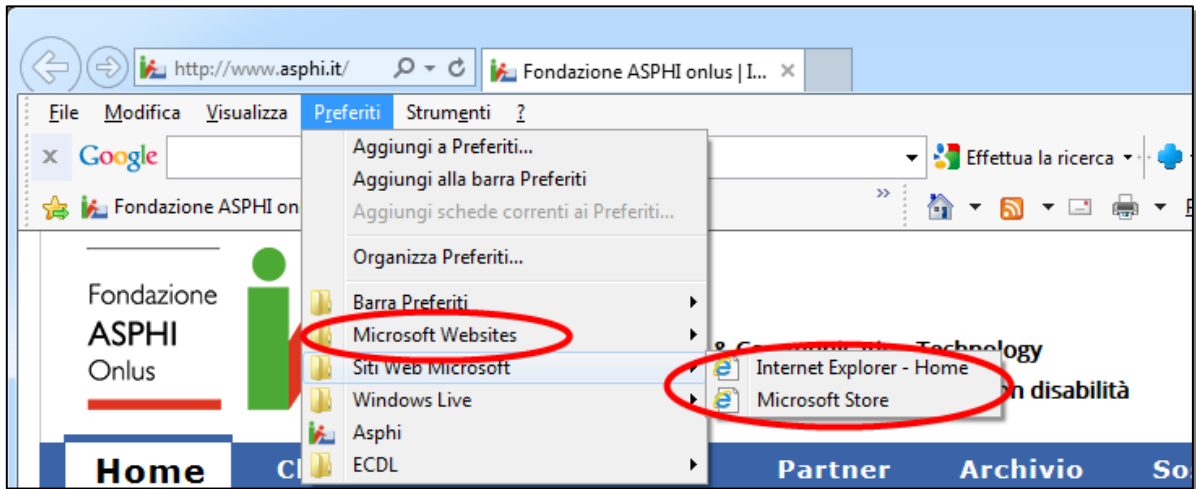 http://www.asphi.it/
Fondazione ASPHI onlus | I...
File Modifica Visualizza Preferiti Strumenti ?
Google
Effettua la ricerca
Fondazione ASPHI on
Aggiungi a Preferiti...
Aggiungi alla barra Preferiti
Aggiungi schede correnti ai Preferiti...
Organizza Preferiti...
Barra Preferiti
Microsoft Websites
Siti Web Microsoft
Windows Live
Asphi
ECDL
Internet Explorer - Home
Microsoft Store
Fondazione
ASPHI
Onlus
Technology
disabilità
Home
Partner Archivio